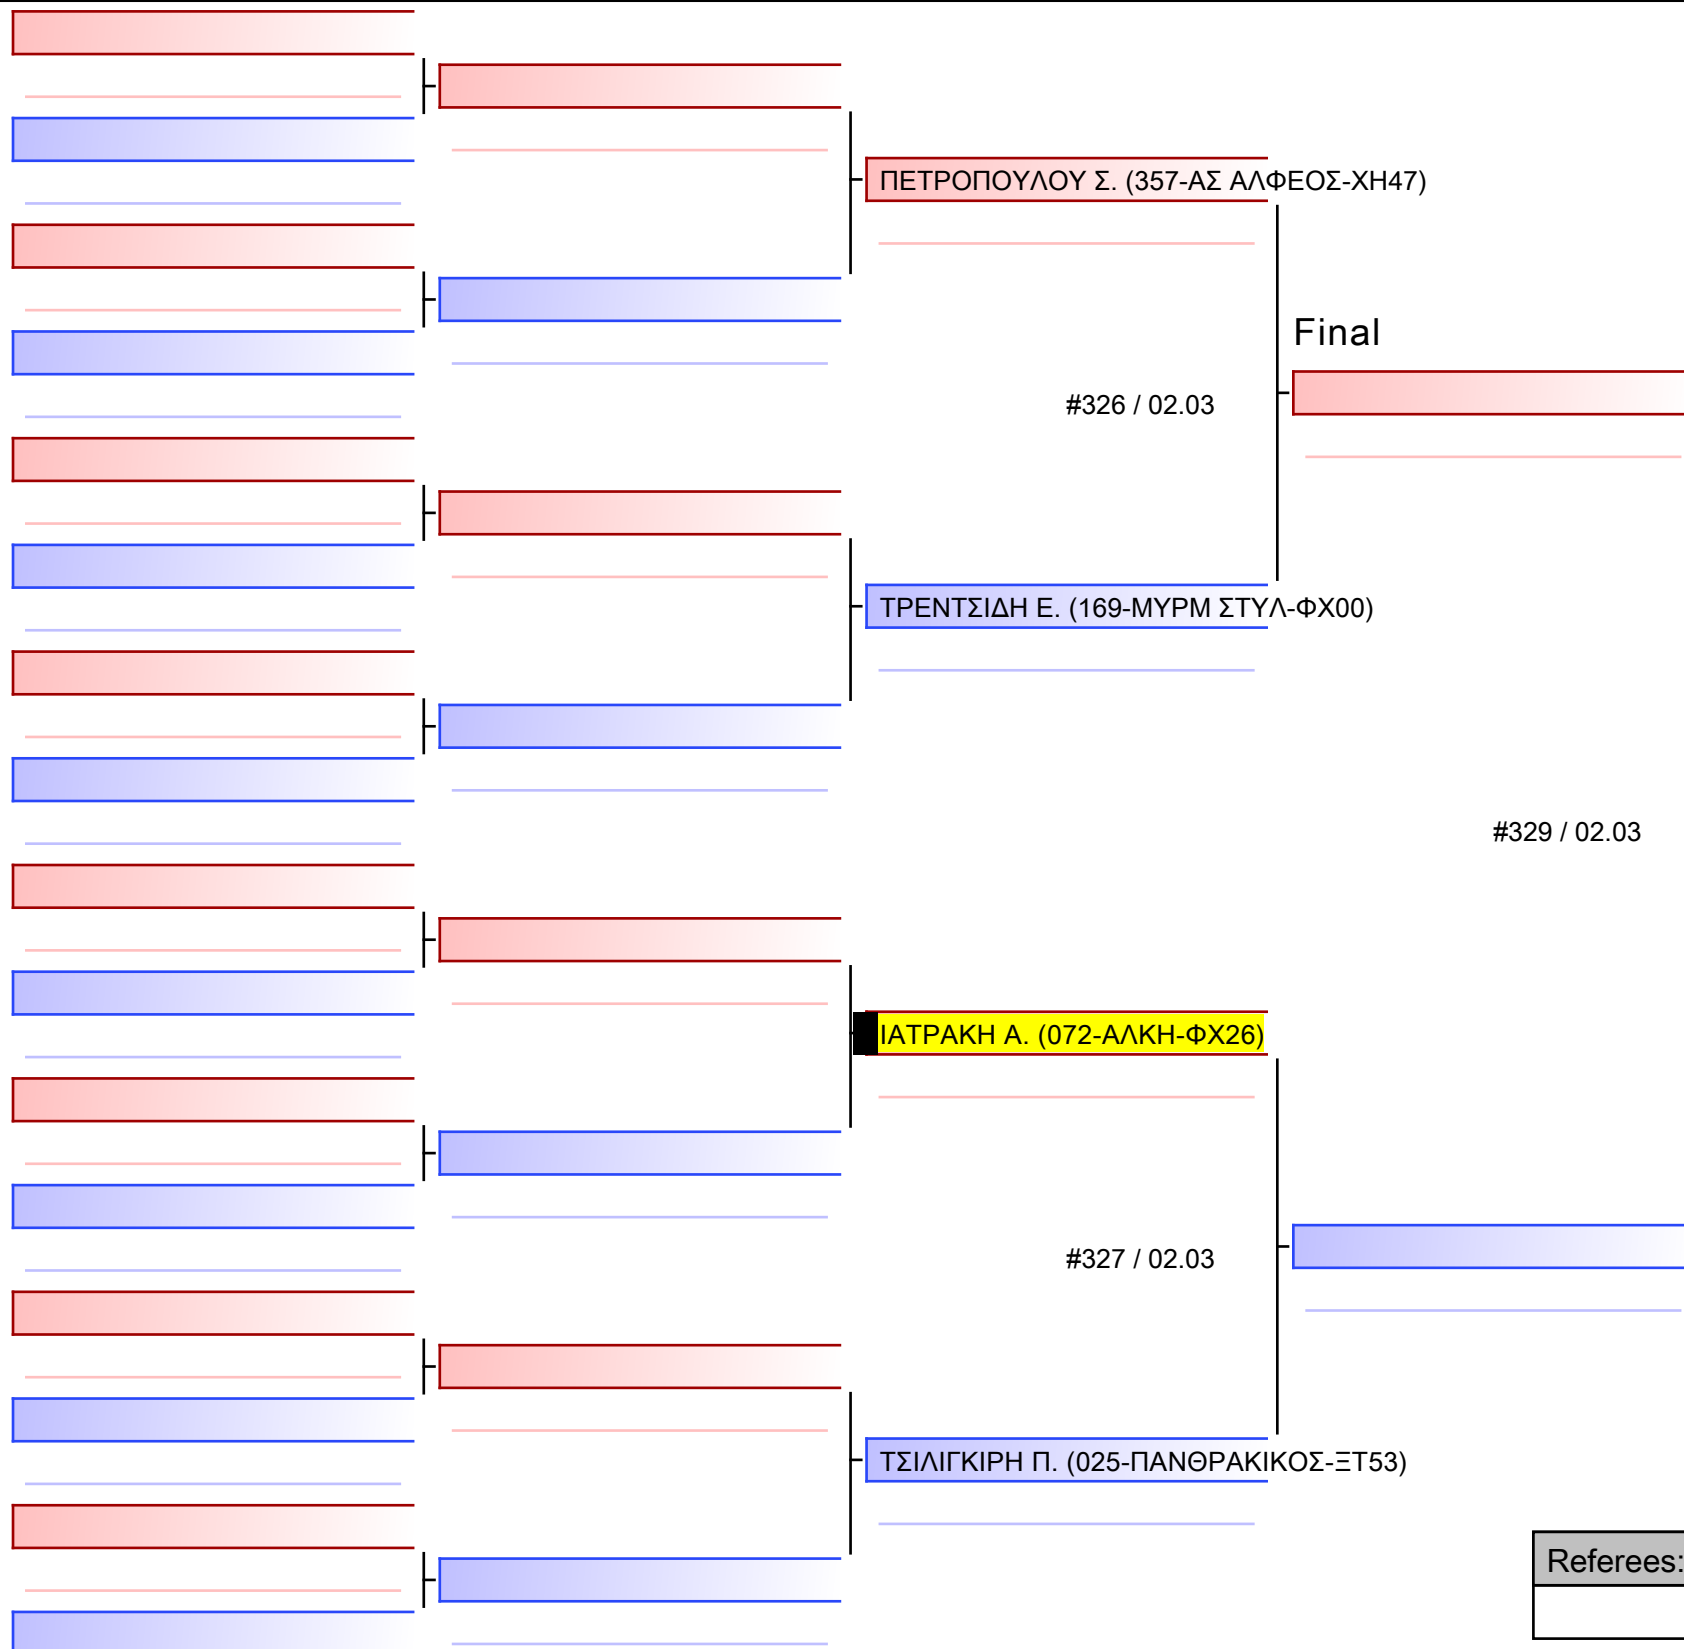 ΠΕΤΡΟΠΟΥΛΟΥ Σ. (357-ΑΣ ΑΛΦΕΟΣ-ΧΗ47)
Final
#326 / 02.03
ΤΡΕΝΤΣΙΔΗ Ε. (169-ΜΥΡΜ ΣΤΥΛ-ΦΧ00)
#329 / 02.03
ΙΑΤΡΑΚΗ Α. (072-ΑΛΚΗ-ΦΧ26)
#327 / 02.03
ΤΣΙΛΙΓΚΙΡΗ Π. (025-ΠΑΝΘΡΑΚΙΚΟΣ-ΞΤ53)
Referees: